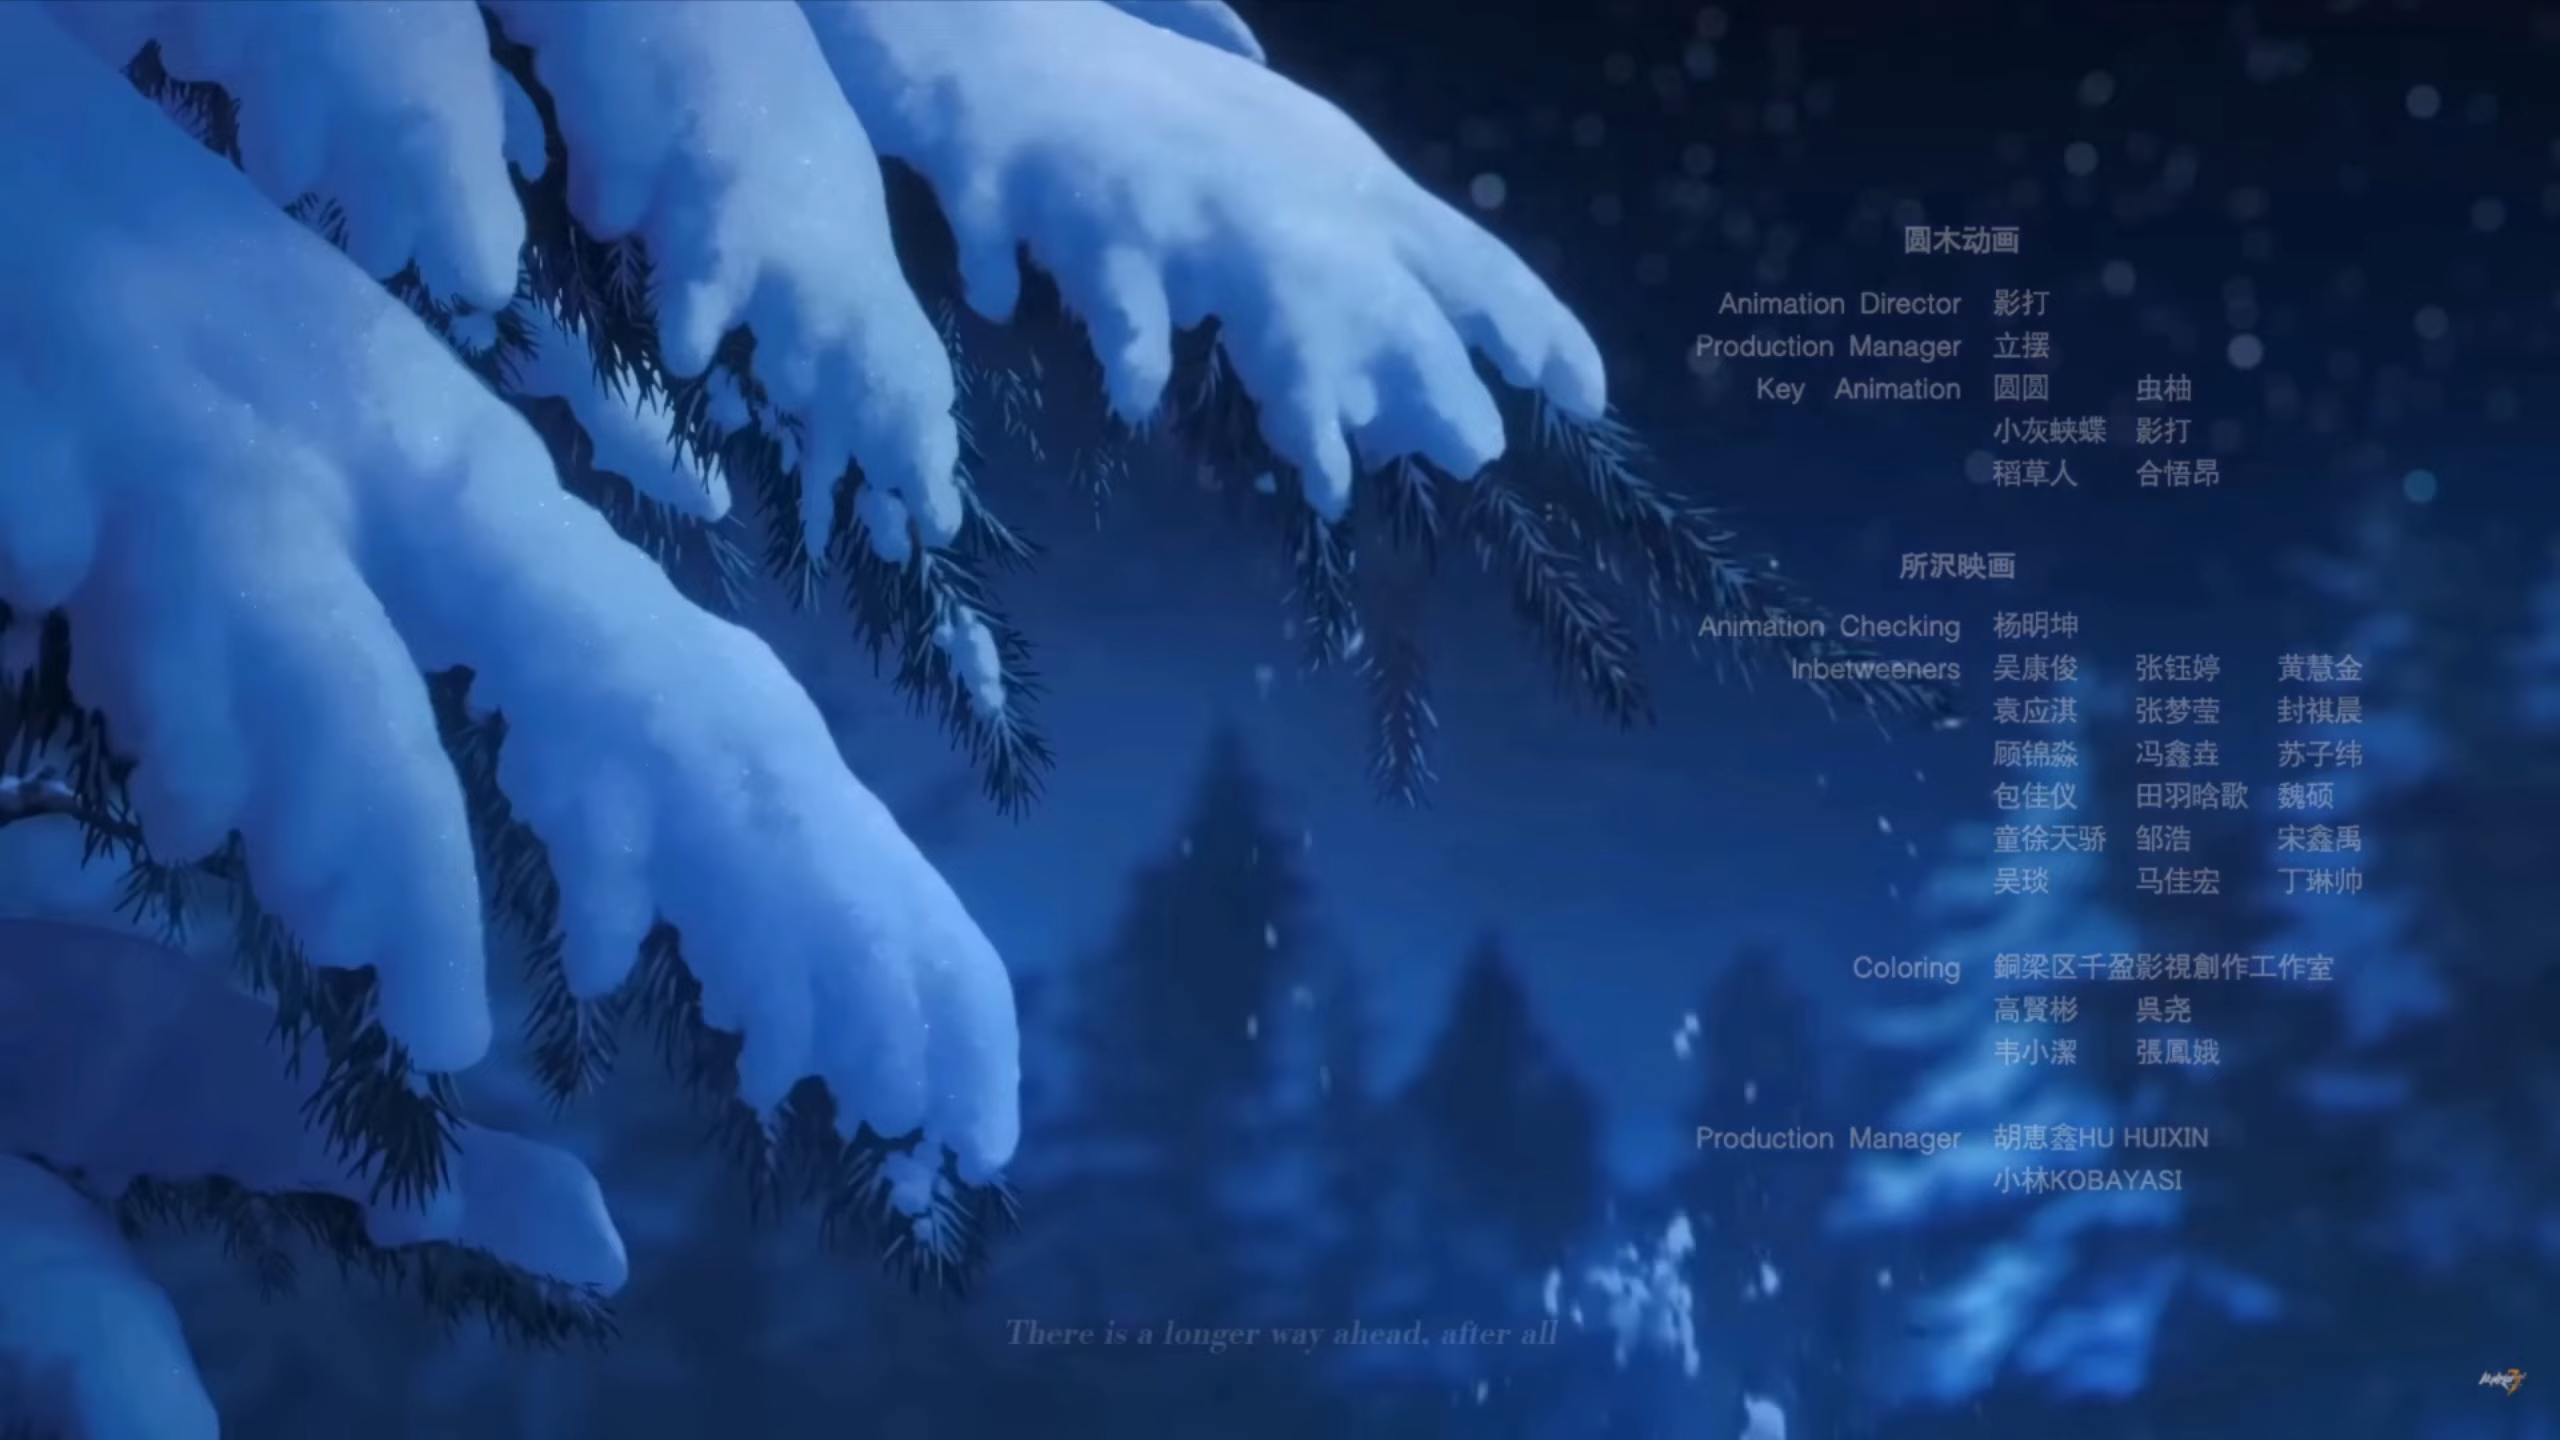 圆木动画
Animation Director 影打
Production Manager 立摆
Key Animation 圆圆 虫柚
小灰蛱蝶 影打
稻草人 合悟昂
所沢映画
Animation Checking 杨明坤
Inbetweeners 吴康俊 张钰婷 黄慧金
袁应淇 张梦莹 封祺晨
顾锦淼 冯鑫垚 苏子纬
包佳仪 田羽晗歌 魏硕
童徐天骄 邹浩 宋鑫禹
吴琰 马佳宏 丁琳帅
Coloring 銅梁区千盈影視創作工作室
高賢彬 吳尧
韦小潔 張鳳娥
Production Manager 胡恵鑫HU HUIXIN
小林KOBAYASI
There is a longer way ahead, after all